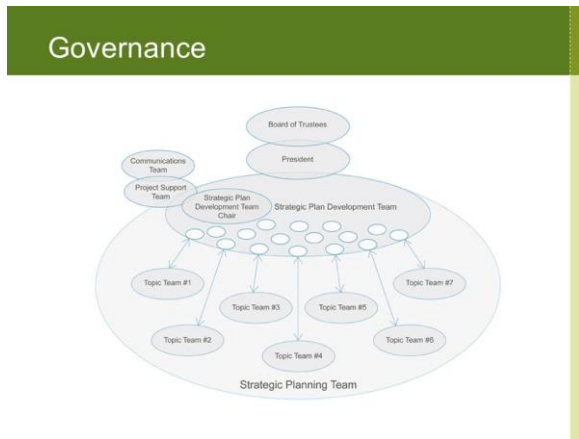 Governance
Board of Trustees
President
Communications
Team
Project Support
Team
Strategic Plan
Development Team
Chair
Strategic Plan Development Team
Topic Team #1
Topic Team #7
Topic Team #3
Topic Team #5
Topic Team #2
Topic Team #6
Topic Team #4
Strategic Planning Team